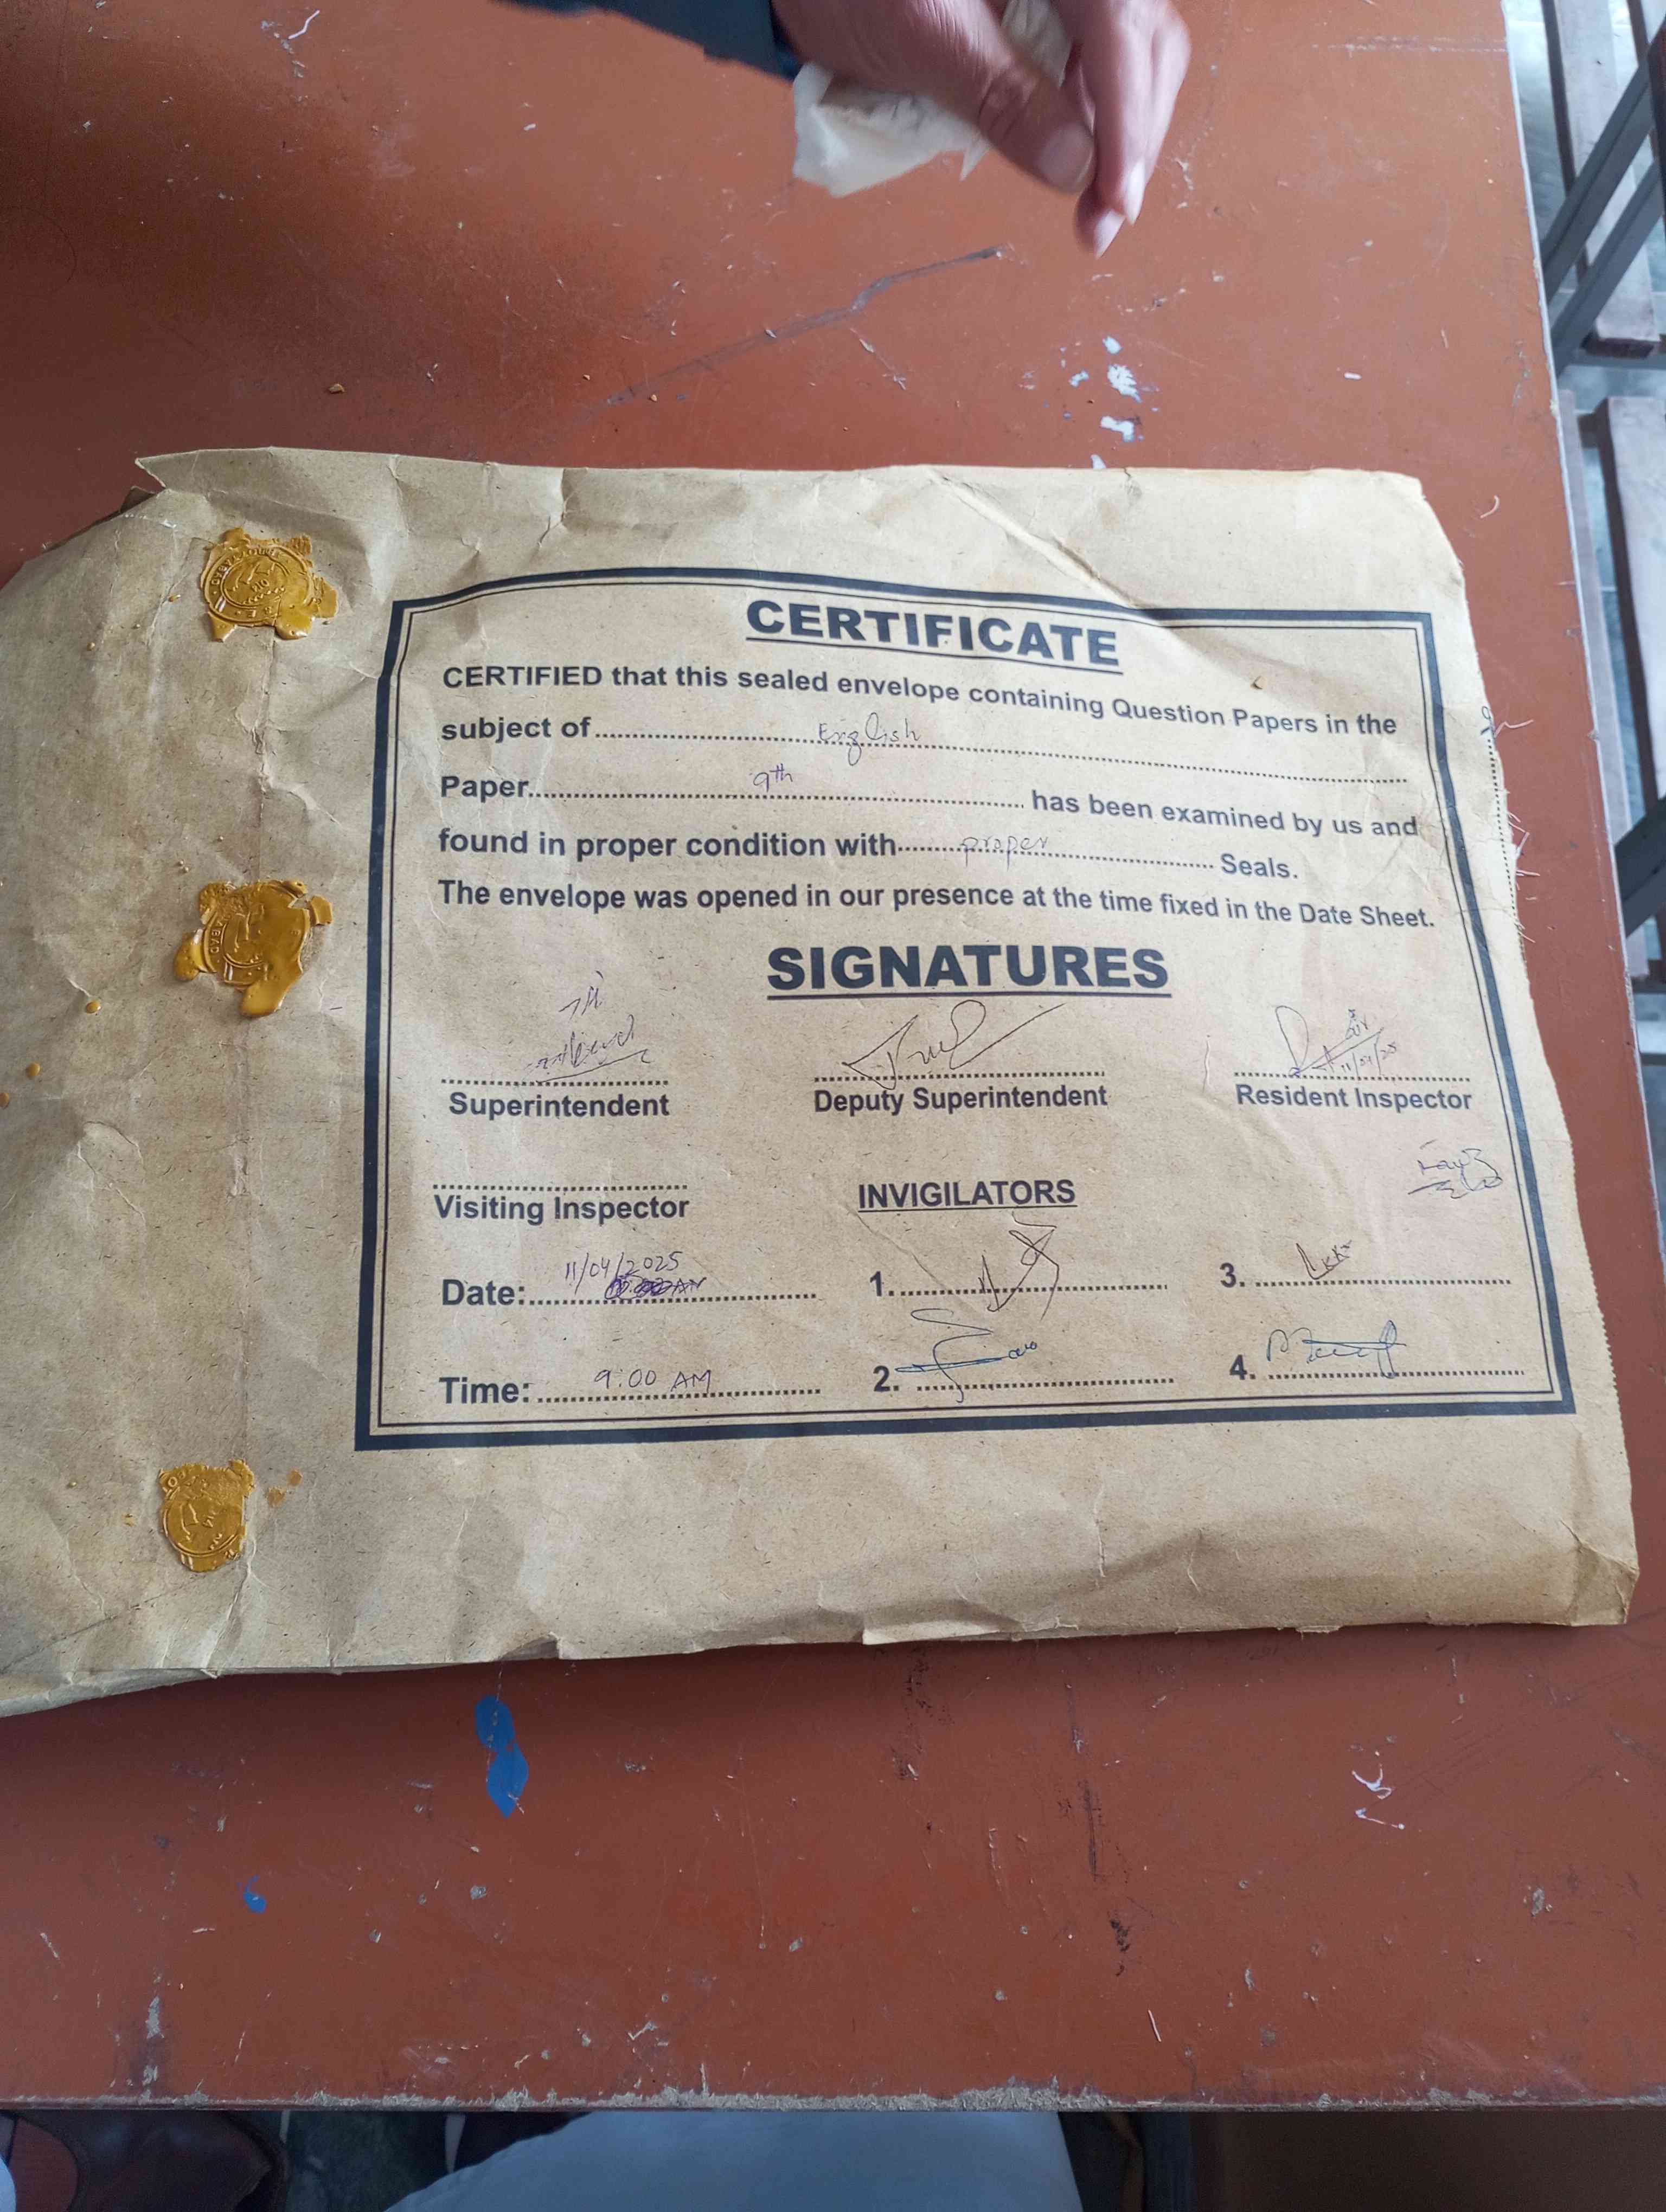 CERTIFICATE
CERTIFIED that this sealed envelope containing Question Papers in the
subject of.....English.....
Paper.....9th..... has been examined by us and
found in proper condition with.....proper..... Seals.
The envelope was opened in our presence at the time fixed in the Date Sheet.
SIGNATURES
11/04/25
Superintendent Deputy Superintendent Resident Inspector
Visiting Inspector INVIGILATORS
11/04/2025
Date:..... 1...... 3......
Time:.....9:00 AM..... 2. ..... 4. .....